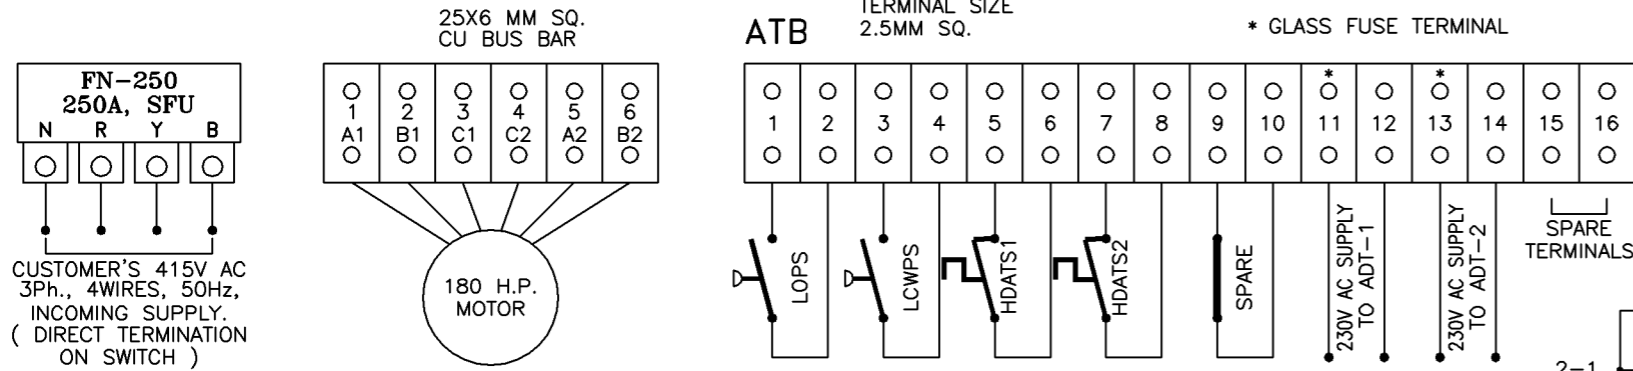 25X6 MM SQ.
CU BUS BAR
ATB
TERMINAL SIZE
2.5MM SQ.
* GLASS FUSE TERMINAL
FN-250
250A, SFU
N R Y B
1 2 3 4 5 6
A1 B1 C1 C2 A2 B2
* *
1 2 3 4 5 6 7 8 9 10 11 12 13 14 15 16
CUSTOMER'S 415V AC
3Ph., 4WIRES, 50Hz,
INCOMING SUPPLY.
( DIRECT TERMINATION
ON SWITCH )
180 H.P.
MOTOR
LOPS
LCWPS
HDATS1
HDATS2
SPARE
230V AC SUPPLY
TO ADT-1
230V AC SUPPLY
TO ADT-2
SPARE
TERMINALS
2-1